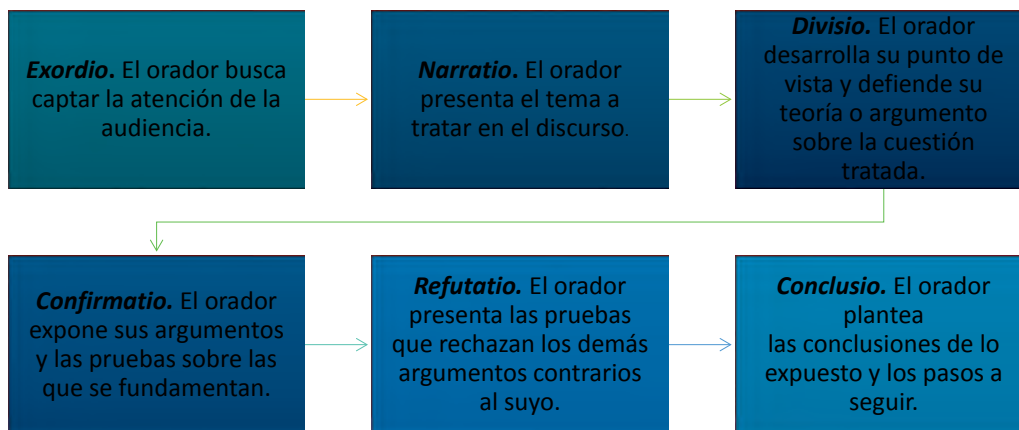 Exordio. El orador busca
captar la atención de la
audiencia.
Narratio. El orador
presenta el tema a
tratar en el discurso.
Divisio. El orador
desarrolla su punto de
vista y defiende su
teoría o argumento
sobre la cuestión
tratada.
Confirmatio. El orador
expone sus argumentos
y las pruebas sobre las
que se fundamentan.
Refutatio. El orador
presenta las pruebas
que rechazan los demás
argumentos contrarios
al suyo.
Conclusio. El orador
plantea
las conclusiones de lo
expuesto y los pasos a
seguir.